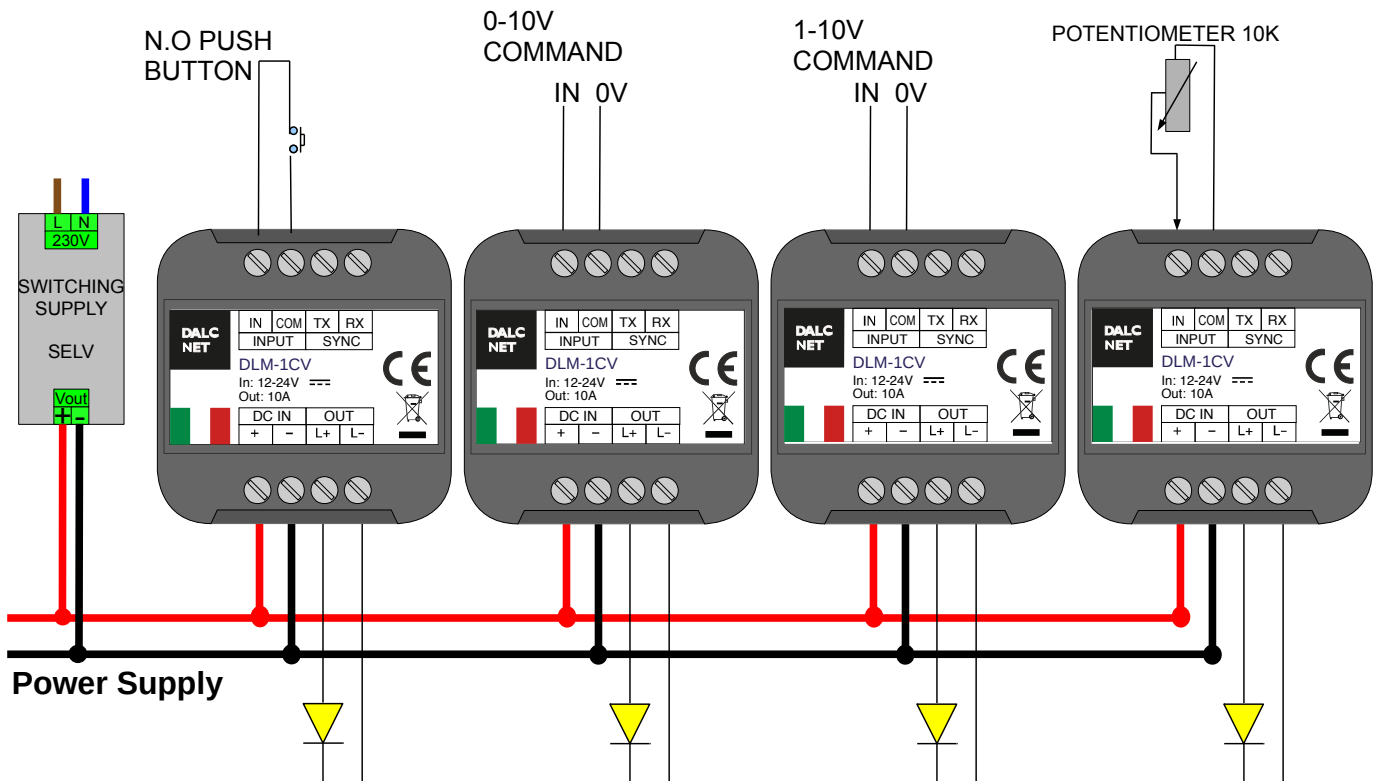 N.O PUSH
BUTTON
0-10V
COMMAND
IN 0V
1-10V
COMMAND
IN 0V
POTENTIOMETER 10K
L N
230V
SWITCHING
SUPPLY
SELV
Vout
+ -
DALC
NET
IN COM TX RX
INPUT SYNC
DLM-1CV
In: 12-24V
Out: 10A
CE
DC IN OUT
+ - L+ L-
DALC
NET
IN COM TX RX
INPUT SYNC
DLM-1CV
In: 12-24V
Out: 10A
CE
DC IN OUT
+ - L+ L-
DALC
NET
IN COM TX RX
INPUT SYNC
DLM-1CV
In: 12-24V
Out: 10A
CE
DC IN OUT
+ - L+ L-
DALC
NET
IN COM TX RX
INPUT SYNC
DLM-1CV
In: 12-24V
Out: 10A
CE
DC IN OUT
+ - L+ L-
Power Supply